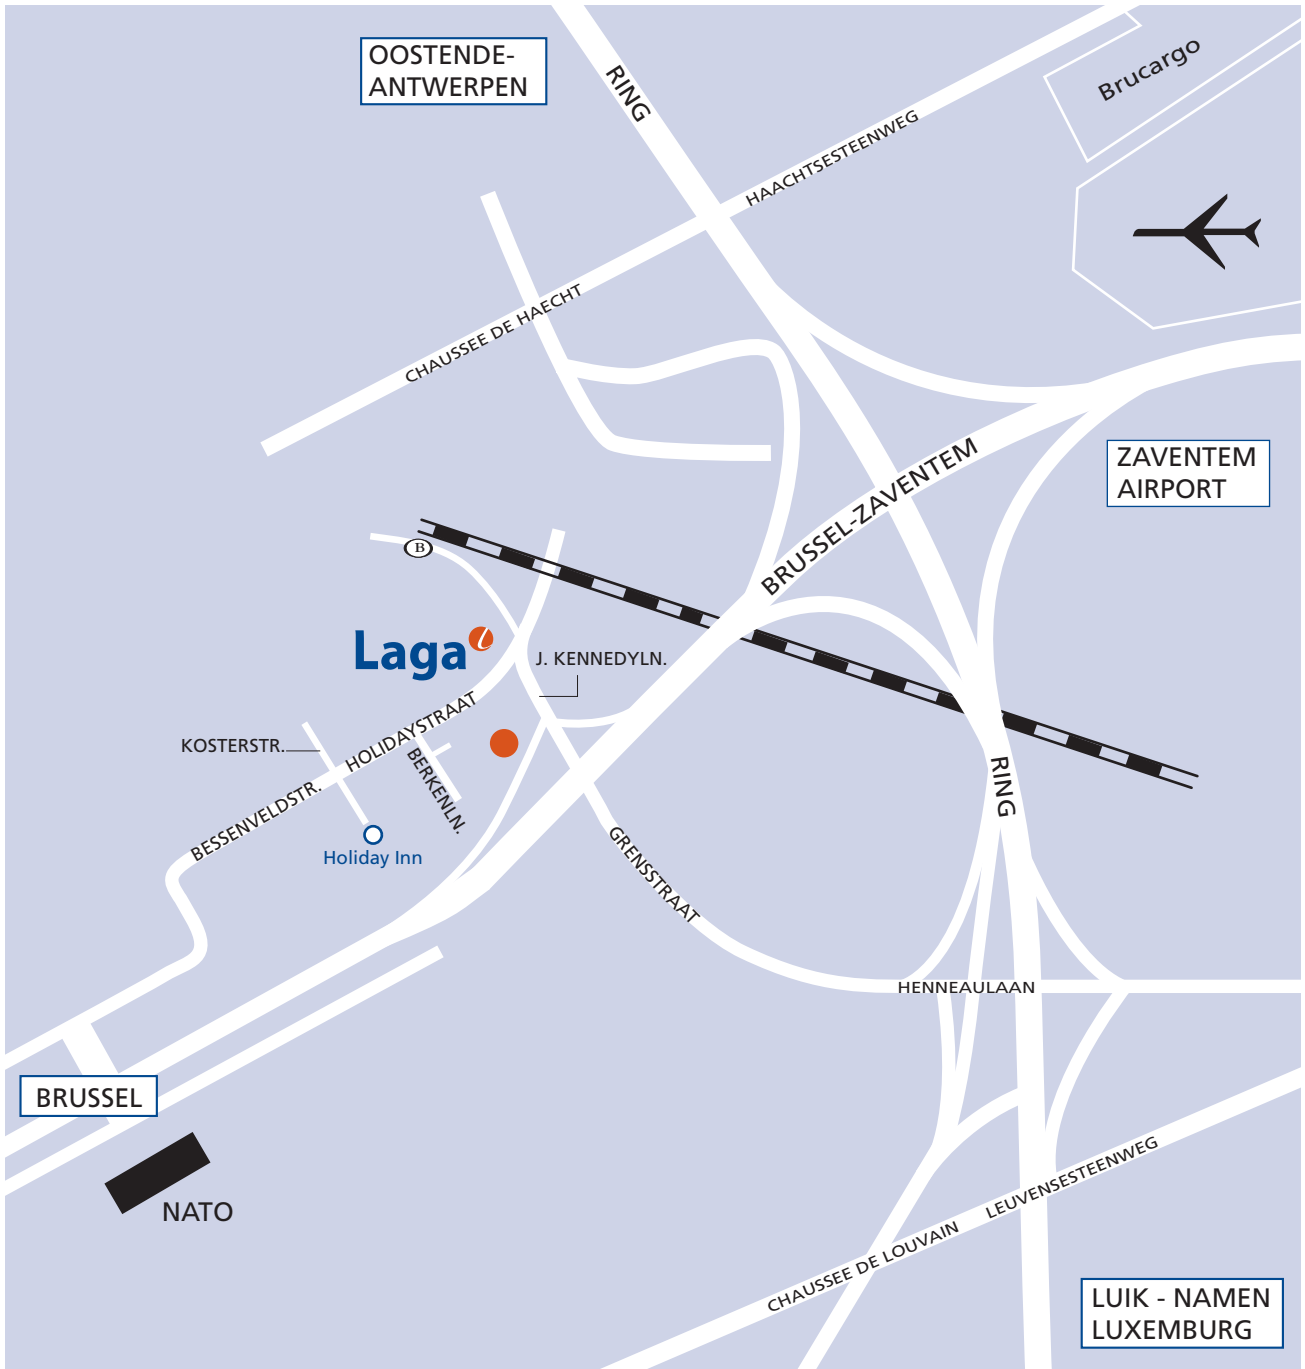 OOSTENDE-
ANTWERPEN
RING
Brucargo
HAACHTSESTEENWEG
CHAUSSEE DE HAECHT
ZAVENTEM
AIRPORT
BRUSSEL-ZAVENTEM
B
Laga
J. KENNEDYLN.
HOLIDAYSTRAAT
KOSTERSTR.
BERKENLN.
BESSENVELDSTR.
RING
Holiday Inn
GRENSSTRAAT
HENNEAULAAN
BRUSSEL
NATO
LEUVENSESTEENWEG
CHAUSSEE DE LOUVAIN
LUIK - NAMEN
LUXEMBURG